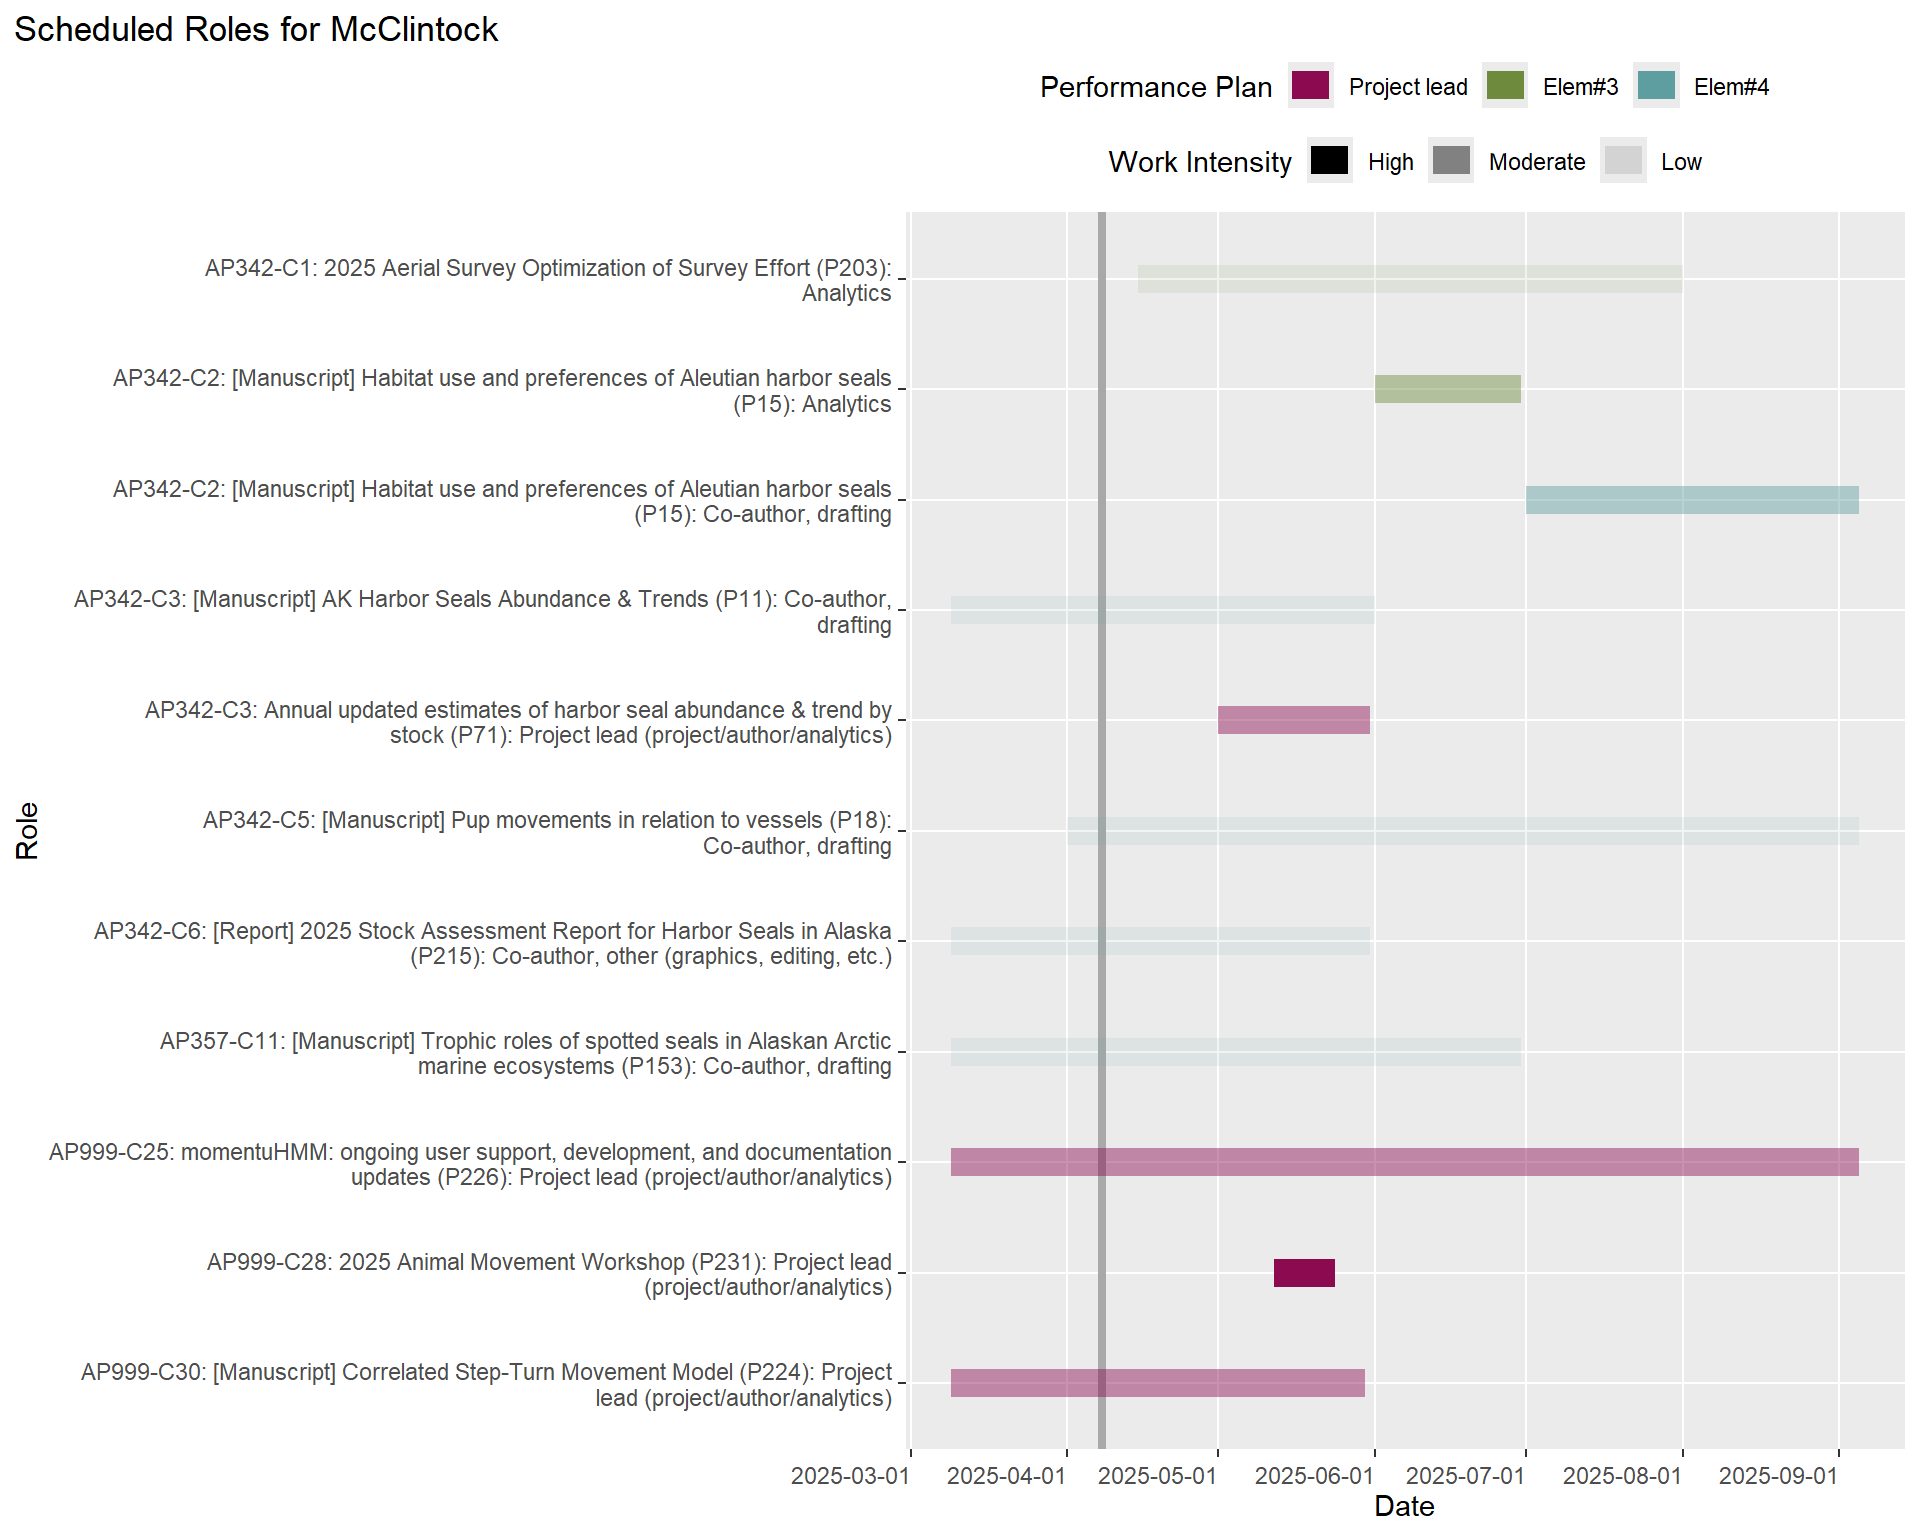 Scheduled Roles for McClintock
Performance Plan Project lead Elem#3 Elem#4
Work Intensity High Moderate Low
AP342-C1: 2025 Aerial Survey Optimization of Survey Effort (P203):
Analytics
AP342-C2: [Manuscript] Habitat use and preferences of Aleutian harbor seals
(P15): Analytics
AP342-C2: [Manuscript] Habitat use and preferences of Aleutian harbor seals
(P15): Co-author, drafting
AP342-C3: [Manuscript] AK Harbor Seals Abundance & Trends (P11): Co-author,
drafting
AP342-C3: Annual updated estimates of harbor seal abundance & trend by
stock (P71): Project lead (project/author/analytics)
AP342-C5: [Manuscript] Pup movements in relation to vessels (P18):
Co-author, drafting
AP342-C6: [Report] 2025 Stock Assessment Report for Harbor Seals in Alaska
(P215): Co-author, other (graphics, editing, etc.)
AP357-C11: [Manuscript] Trophic roles of spotted seals in Alaskan Arctic
marine ecosystems (P153): Co-author, drafting
AP999-C25: momentuHMM: ongoing user support, development, and documentation
updates (P226): Project lead (project/author/analytics)
AP999-C28: 2025 Animal Movement Workshop (P231): Project lead
(project/author/analytics)
AP999-C30: [Manuscript] Correlated Step-Turn Movement Model (P224): Project
lead (project/author/analytics)
Role
2025-03-01 2025-04-01 2025-05-01 2025-06-01 2025-07-01 2025-08-01 2025-09-01
Date